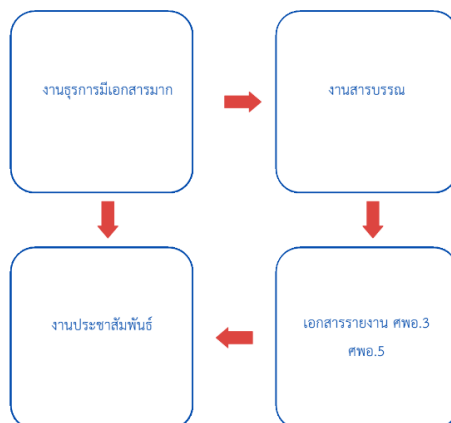 งานธุรการมีเอกสารมาก
งานสารบรรณ
งานประชาสัมพันธ์
เอกสารรายงาน ศพอ.3
ศพอ.5